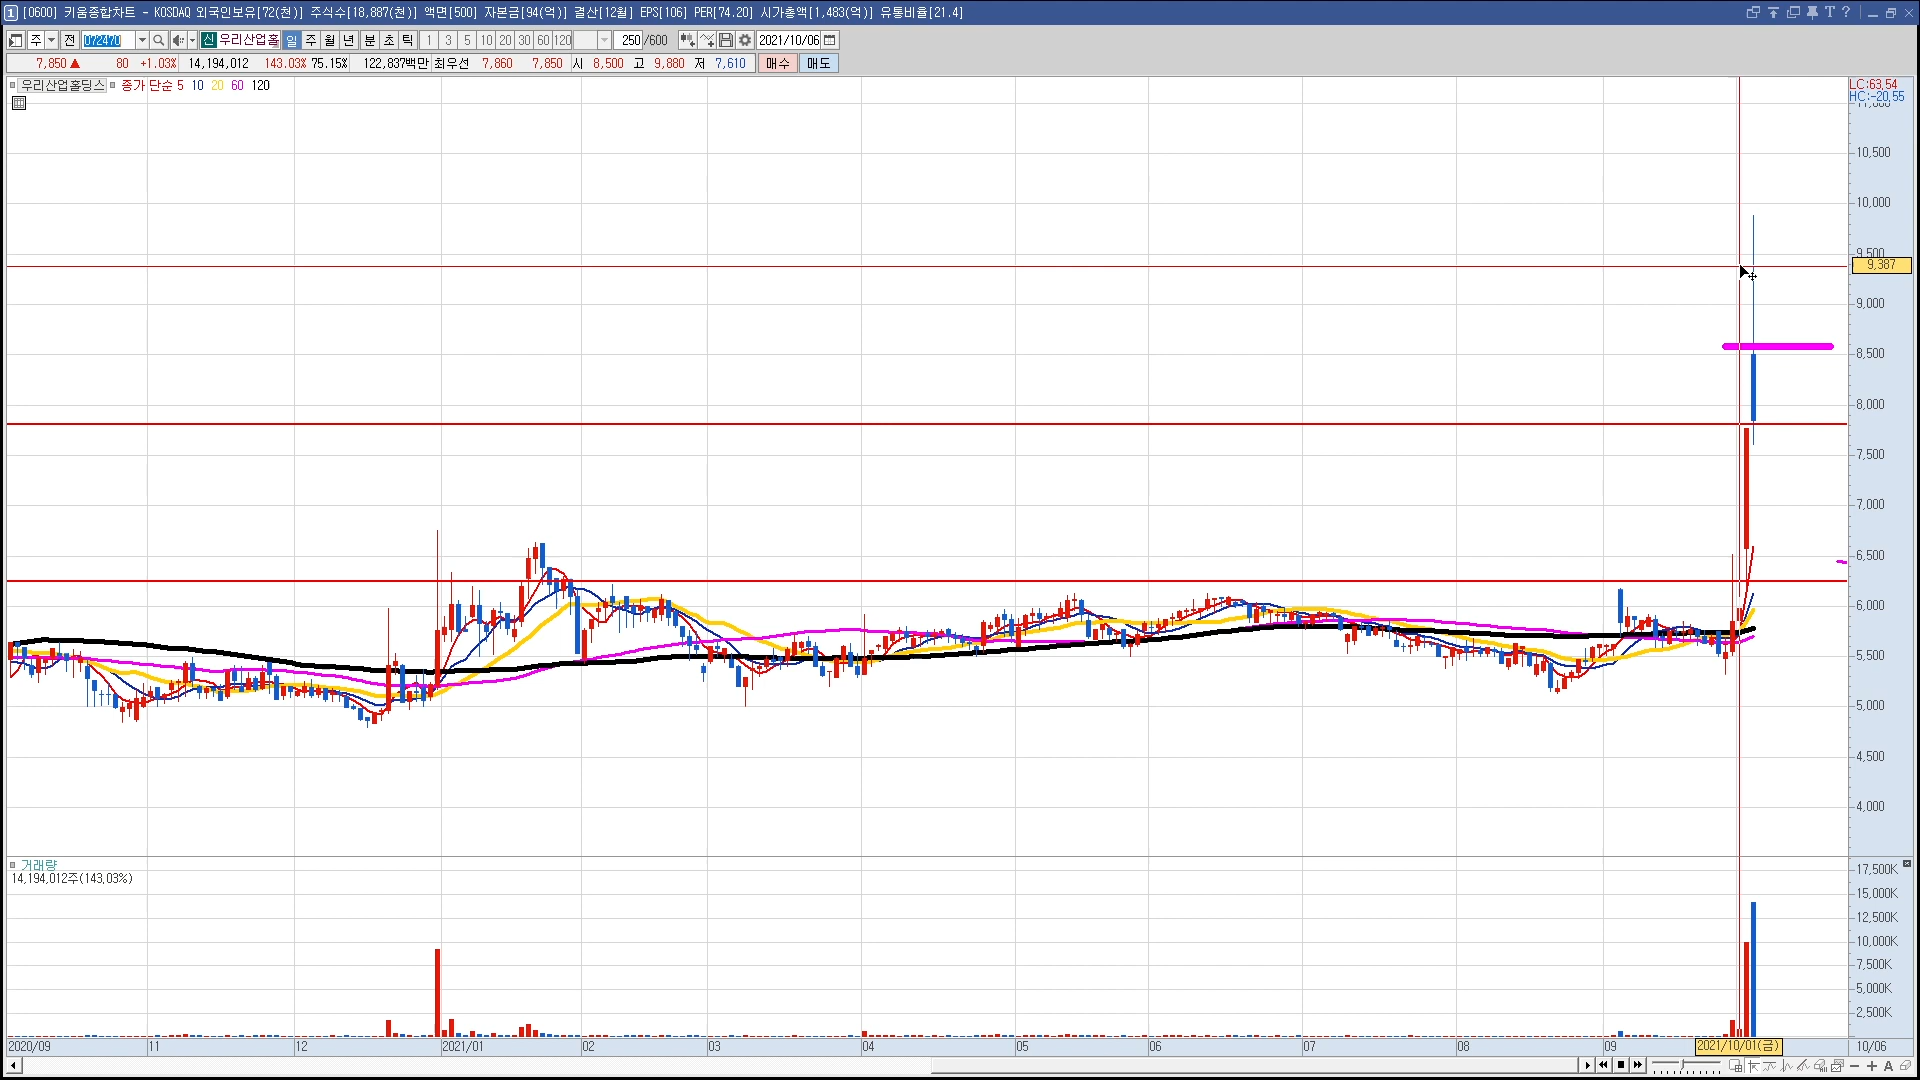 1 [0600] 키움종합차트 - KOSDAQ 외국인보유[72(천)] 주식수[18,887(천)] 액면[500] 자본금[94(억)] 결산[12월] EPS[106] PER[74.20] 시가총액[1,483(억)] 유통비율[21.4]
주 전 072470 신 우리산업홀 일 주 월 년 분 초 틱 1 3 5 10 20 30 60 120 250 /600 2021/10/06
7,850 ▲ 80 +1.03% 14,194,012 143.03% 75.15% 122,837백만 최우선 7,860 7,850 시 8,500 고 9,880 저 7,610 매수 매도
우리산업홀딩스 종가 단순 5 10 20 60 120
LC:63,54
HC:-20,55
10,500
10,000
9,500
9,387
9,000
8,500
8,000
7,500
7,000
6,500
6,000
5,500
5,000
4,500
4,000
거래량
14,194,012주(143,03%)
17,500K
15,000K
12,500K
10,000K
7,500K
5,000K
2,500K
2020/09 11 12 2021/01 02 03 04 05 06 07 08 09 2021/10/01(금) 10/06